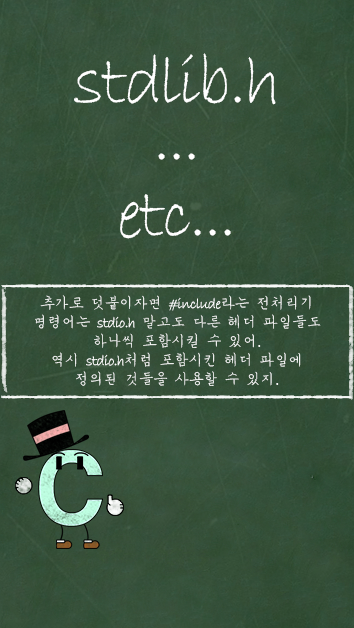 stdlib.h
...
etc...
추가로 덧붙이자면 #include라는 전처리기
명령어는 stdio.h 말고도 다른 헤더 파일들도
하나씩 포함시킬 수 있어.
역시 stdio.h처럼 포함시킨 헤더 파일에
정의된 것들을 사용할 수 있지.
C